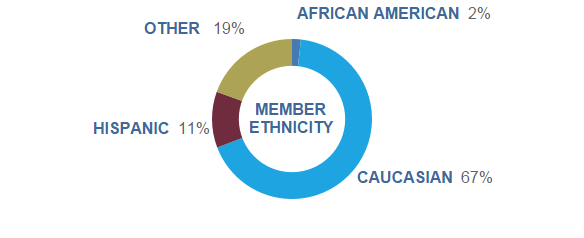 AFRICAN AMERICAN 2%
OTHER 19%
MEMBER
ETHNICITY
HISPANIC 11%
CAUCASIAN 67%